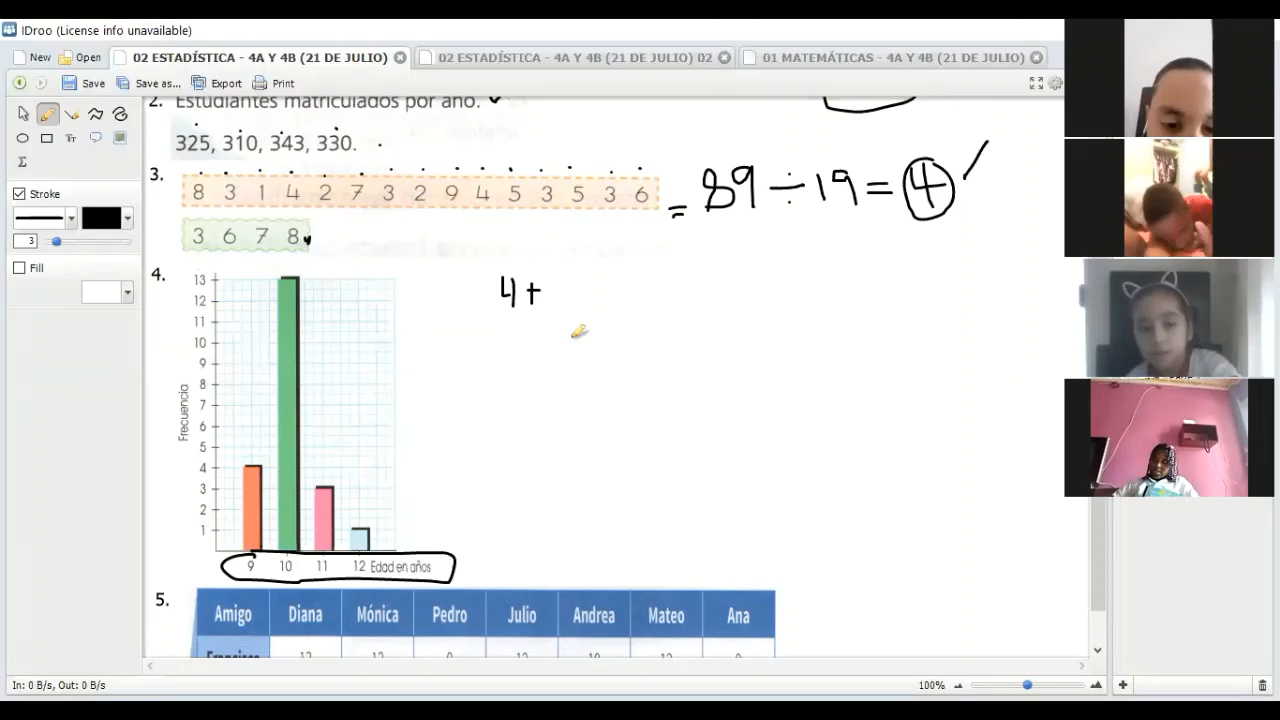 IDroo (License info unavailable)
New Open 02 ESTADÍSTICA - 4A Y 4B (21 DE JULIO) 02 ESTADÍSTICA - 4A Y 4B (21 DE JULIO) 02 01 MATEMÁTICAS - 4A Y 4B (21 DE JULIO)
Save Save as... Export Print
2. Estudiantes matriculados por año.
325, 310, 343, 330.
3.
8 3 1 4 2 7 3 2 9 4 5 3 5 3 6
= 89 ÷ 19 = 4
3 6 7 8
Tr
Σ
Stroke
3
Fill
4.
4 +
Frecuencia
13
12
11
10
9
8
7
6
5
4
3
2
1
9 10 11 12 Edad en años
5.
Amigo Diana Mónica Pedro Julio Andrea Mateo Ana
In: 0 B/s, Out: 0 B/s
100%